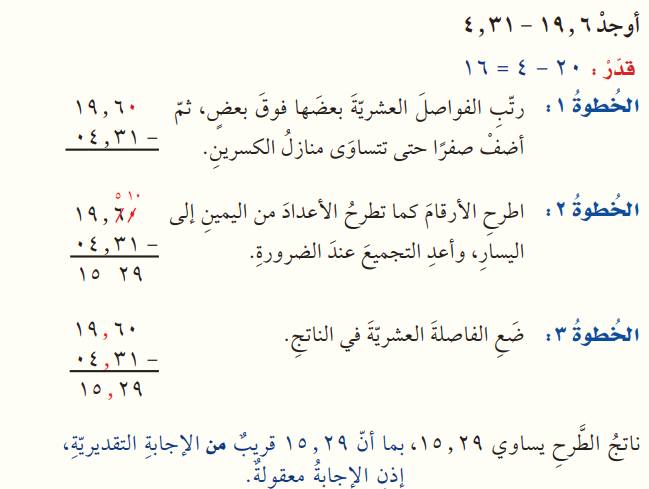 أوجدْ ١٩,٦ – ٤,٣١
قدّرْ: ٢٠ – ٤ = ١٦
الخُطوةُ ١: رتّبِ الفواصلَ العشريّةَ بعضَها فوقَ بعضٍ، ثمّ
أضفْ صفرًا حتى تتساوَى منازلُ الكسرينِ.
١٩,٦٠
٠٤,٣١ –
الخُطوةُ ٢: اطرحِ الأرقامَ كما تطرحُ الأعدادَ من اليمينِ إلى
اليسارِ، وأعدِ التجميعَ عندَ الضرورةِ.
٥ ١٠
١٩,٦٠
٠٤,٣١ –
١٥ ٢٩
الخُطوةُ ٣: ضَعِ الفاصلةَ العشريّةَ في الناتجِ.
١٩,٦٠
٠٤,٣١ –
١٥,٢٩
ناتجُ الطَّرحِ يساوي ١٥,٢٩، بما أنّ ١٥,٢٩ قريبٌ من الإجابةِ التقديريّةِ،
إذنِ الإجابةُ معقولةٌ.